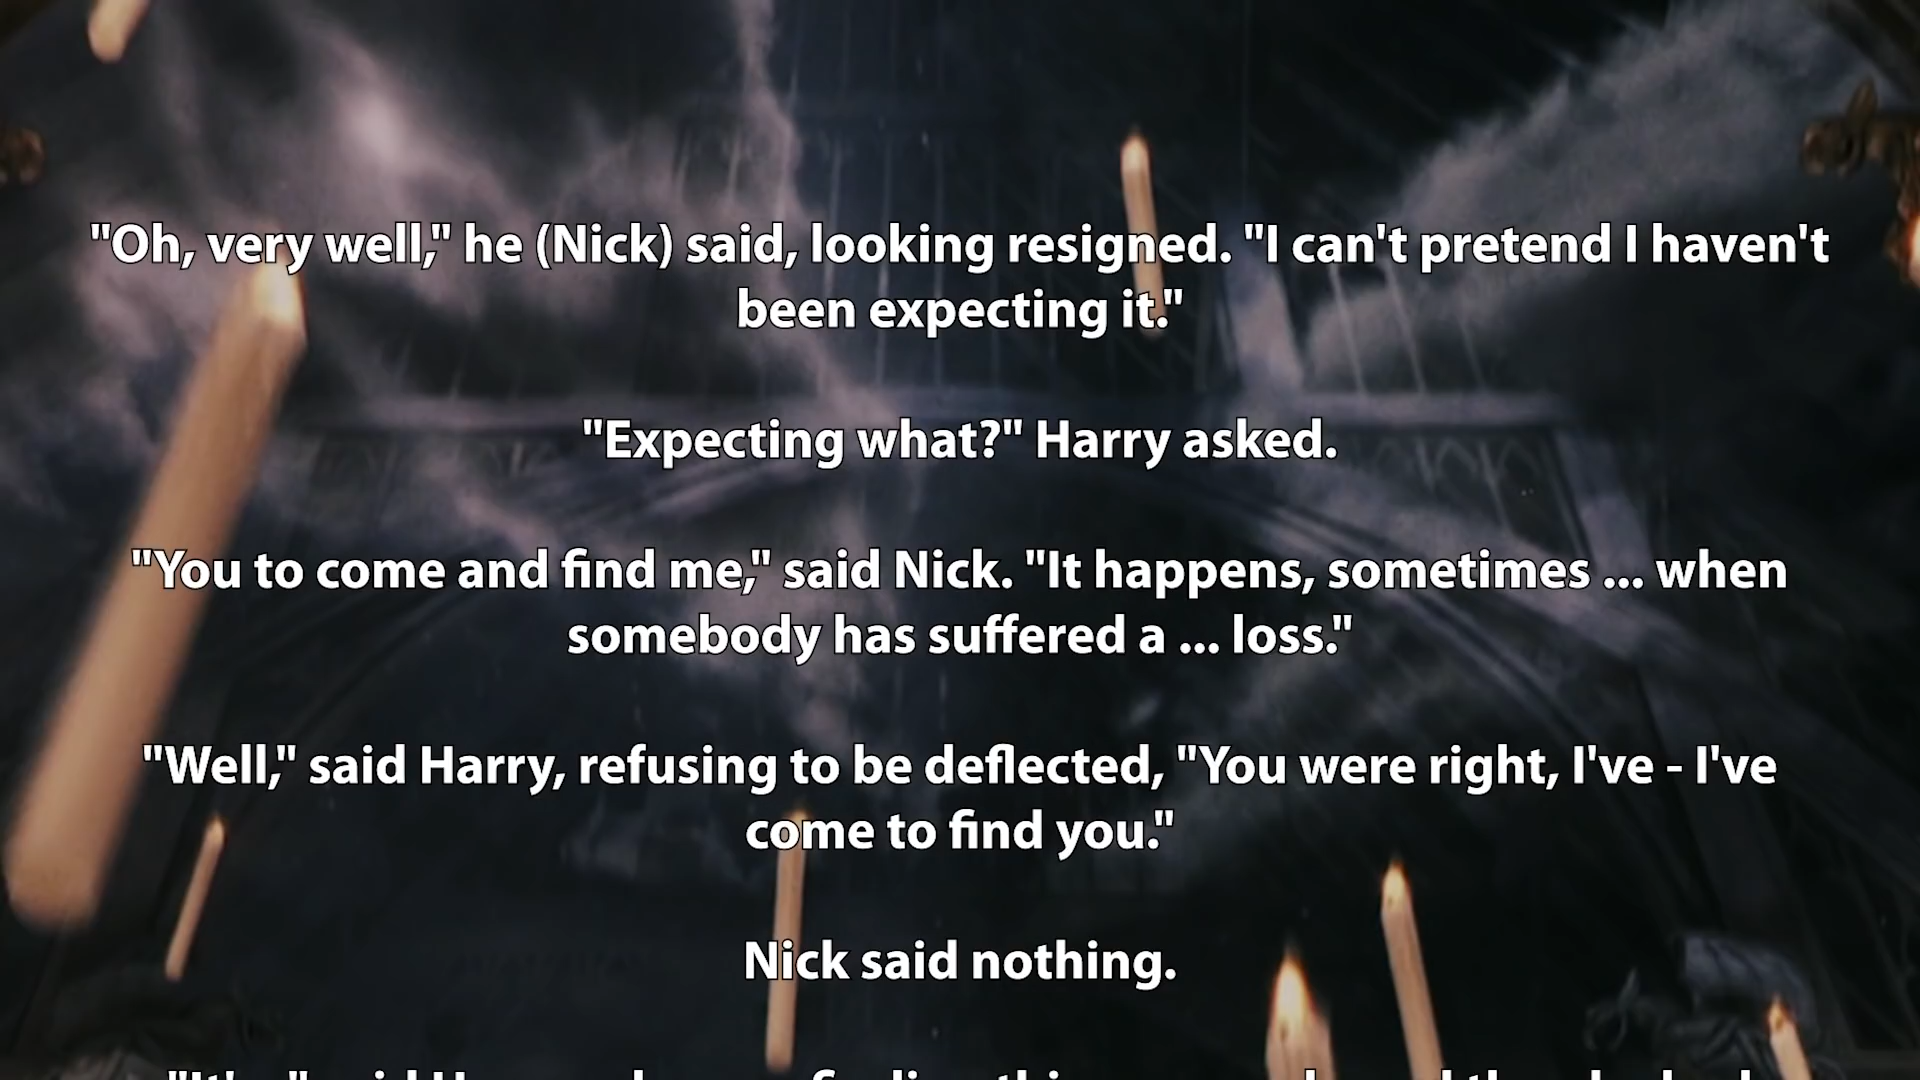 "Oh, very well," he (Nick) said, looking resigned. "I can't pretend I haven't
been expecting it."
"Expecting what?" Harry asked.
"You to come and find me," said Nick. "It happens, sometimes ... when
somebody has suffered a ... loss."
"Well," said Harry, refusing to be deflected, "You were right, I've - I've
come to find you."
Nick said nothing.